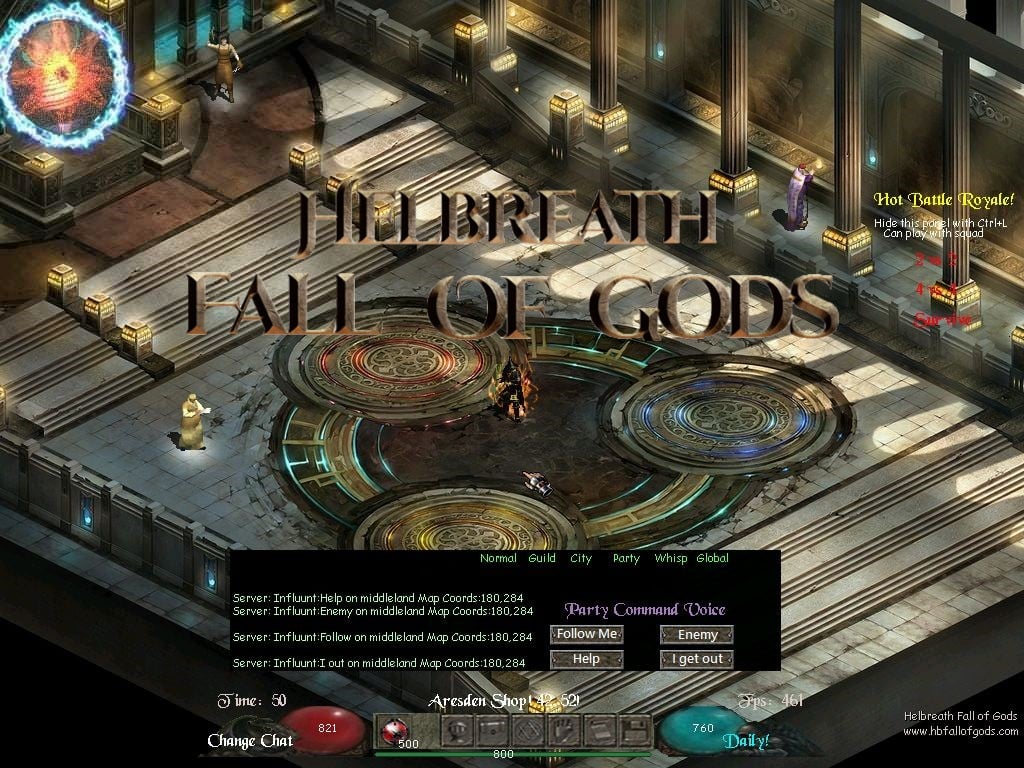 HELBREATH
FALL OF GODS
Hot Battle Royale!
Hide this panel with Ctrl+L
Can play with squad
Normal Guild City Party Whisp Global
Server: Influunt:Help on middleland Map Coords:180,284
Server: Influunt:Enemy on middleland Map Coords:180,284
Server: Influunt:Follow on middleland Map Coords:180,284
Server: Influunt:I out on middleland Map Coords:180,284
Party Command Voice
Follow Me Enemy
Help I get out
Time: 50
Aresden Shop! 42, 52!
Fps: 461
Change Chat
821
500
800
760
Daily!
Helbreath Fall of Gods
www.hbfallofgods.com